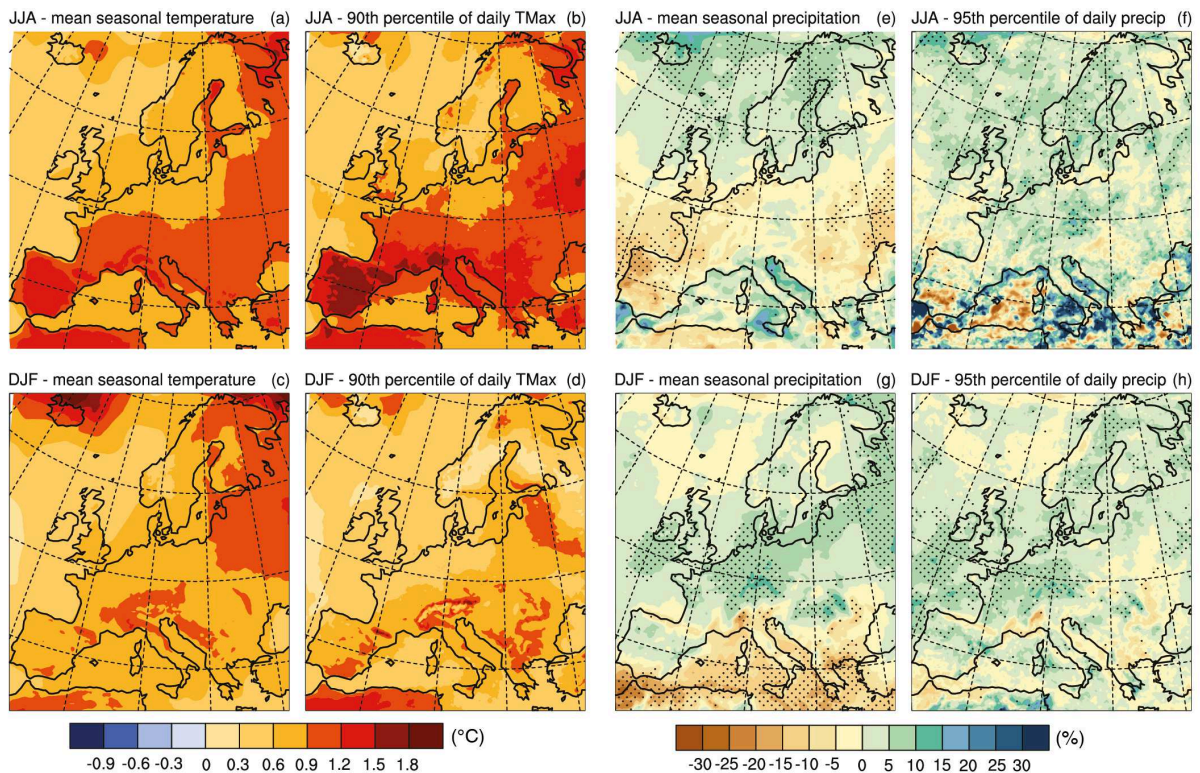 JJA - mean seasonal temperature (a)
JJA - 90th percentile of daily TMax (b)
JJA - mean seasonal precipitation (e)
JJA - 95th percentile of daily precip (f)
DJF - mean seasonal temperature (c)
DJF - 90th percentile of daily TMax (d)
DJF - mean seasonal precipitation (g)
DJF - 95th percentile of daily precip (h)
(°C)
-0.9 -0.6 -0.3 0 0.3 0.6 0.9 1.2 1.5 1.8
(%)
-30 -25 -20 -15 -10 -5 0 5 10 15 20 25 30